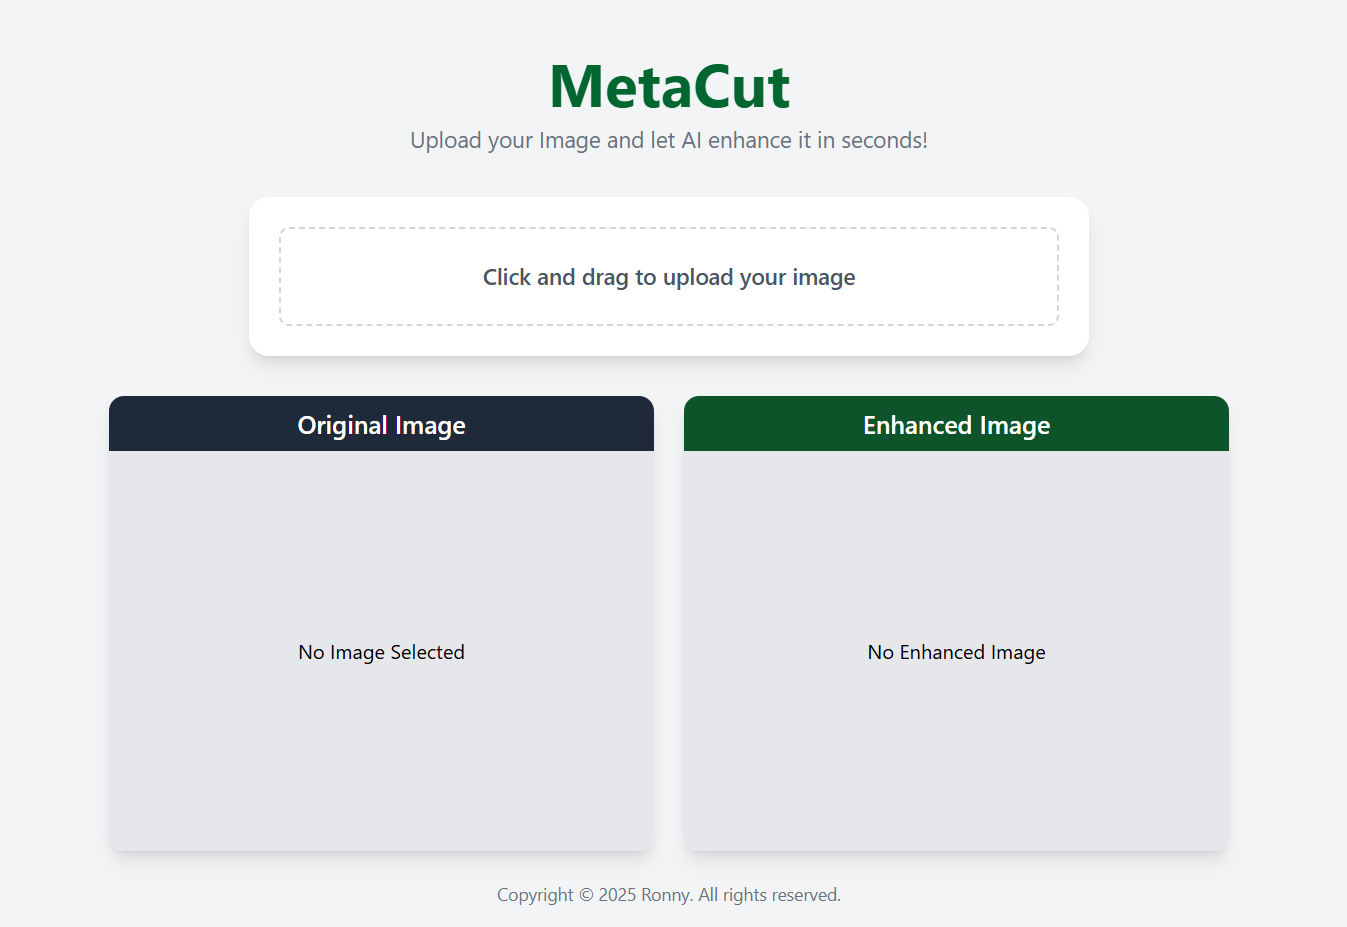 MetaCut
Upload your Image and let AI enhance it in seconds!
Click and drag to upload your image
Original Image
No Image Selected
Enhanced Image
No Enhanced Image
Copyright © 2025 Ronny. All rights reserved.